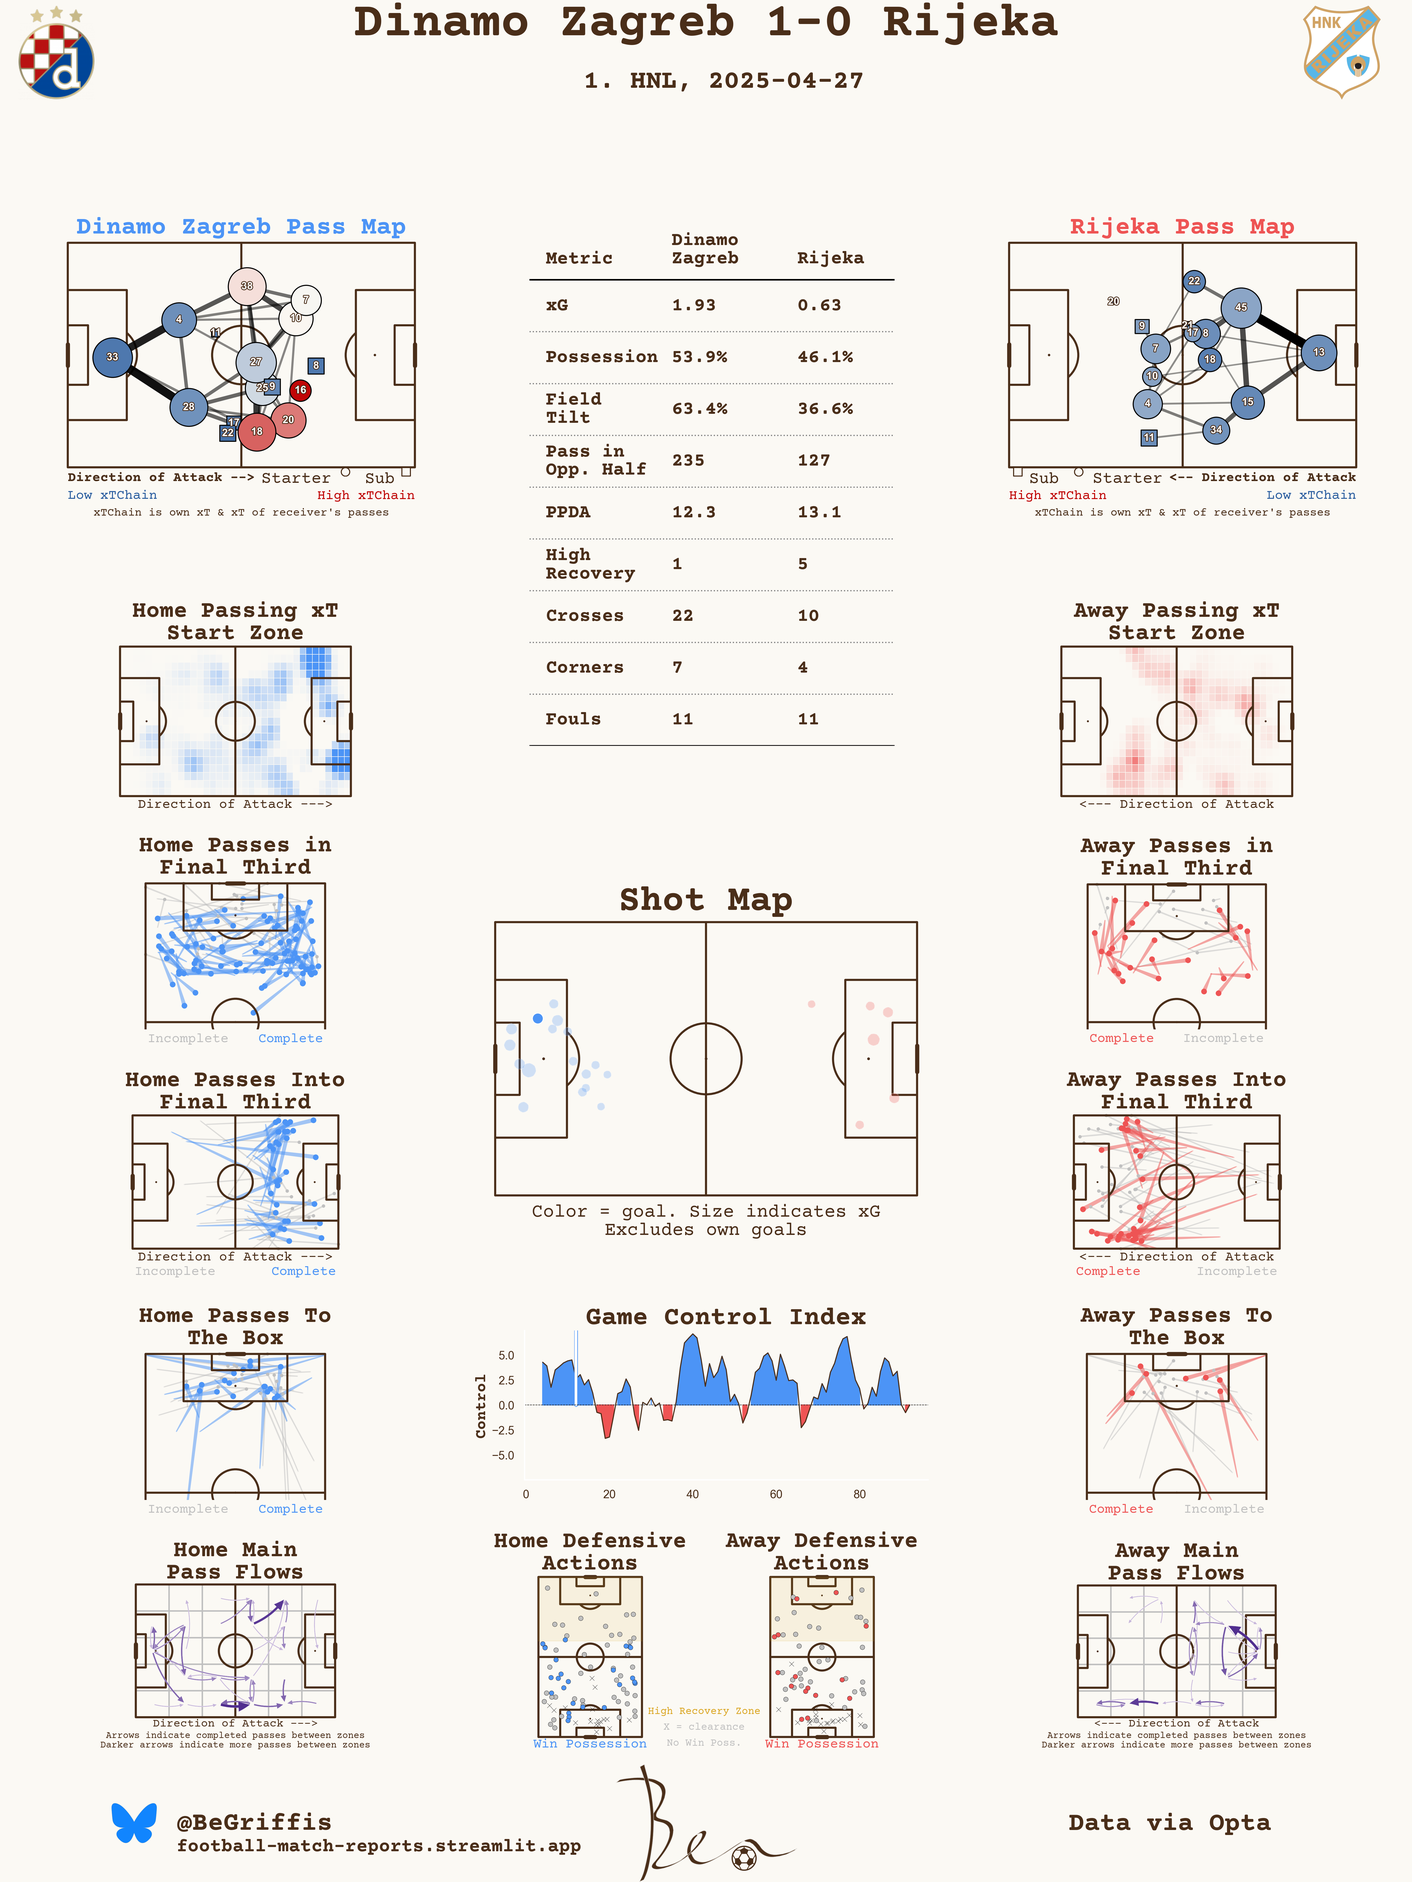 Dinamo Zagreb 1-0 Rijeka
1. HNL, 2025-04-27
HNK
RIJEKA
d
Dinamo Zagreb Pass Map
38
7
10
4
11
33
27
8
25
9
16
28
20
17
22
18
Direction of Attack --> Starter Sub
Low xTChain High xTChain
xTChain is own xT & xT of receiver's passes
Metric Dinamo Zagreb Rijeka
xG 1.93 0.63
Possession 53.9% 46.1%
Field Tilt 63.4% 36.6%
Pass in Opp. Half 235 127
PPDA 12.3 13.1
High Recovery 1 5
Crosses 22 10
Corners 7 4
Fouls 11 11
Rijeka Pass Map
22
20
45
9
21
17
8
7
13
18
10
4
15
34
11
Sub Starter <-- Direction of Attack
High xTChain Low xTChain
xTChain is own xT & xT of receiver's passes
Home Passing xT
Start Zone
Direction of Attack --->
Away Passing xT
Start Zone
<--- Direction of Attack
Home Passes in
Final Third
Incomplete Complete
Away Passes in
Final Third
Complete Incomplete
Shot Map
Color = goal. Size indicates xG
Excludes own goals
Home Passes Into
Final Third
Direction of Attack --->
Incomplete Complete
Away Passes Into
Final Third
<--- Direction of Attack
Complete Incomplete
Home Passes To
The Box
Incomplete Complete
Game Control Index
Control
5.0
2.5
0.0
−2.5
−5.0
0 20 40 60 80
Away Passes To
The Box
Complete Incomplete
Home Main
Pass Flows
Direction of Attack --->
Arrows indicate completed passes between zones
Darker arrows indicate more passes between zones
Home Defensive
Actions
Win Possession
High Recovery Zone
X = clearance
No Win Poss.
Away Defensive
Actions
Win Possession
Away Main
Pass Flows
<--- Direction of Attack
Arrows indicate completed passes between zones
Darker arrows indicate more passes between zones
@BeGriffis
football-match-reports.streamlit.app
Ben
Data via Opta